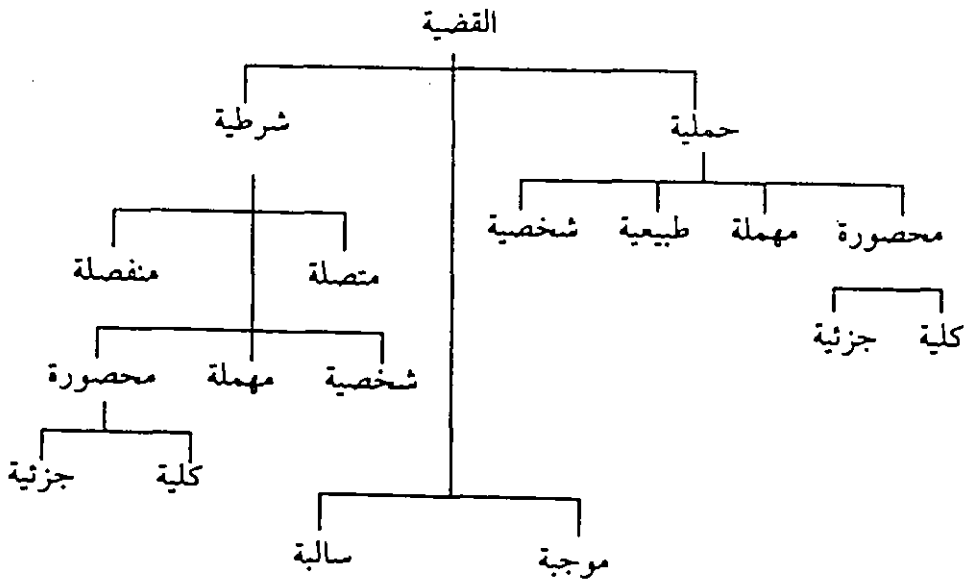 القضية
حملية شرطية
محصورة مهملة طبيعية شخصية
متصلة منفصلة
كلية جزئية
شخصية مهملة محصورة
كلية جزئية
موجبة سالبة